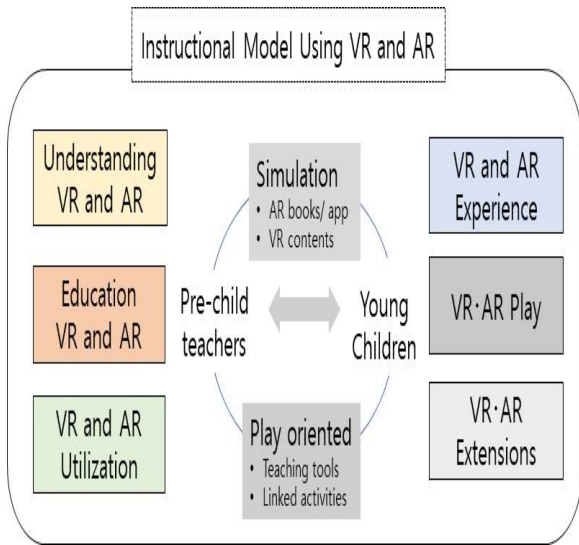 Instructional Model Using VR and AR
Understanding
VR and AR
Education
VR and AR
VR and AR
Utilization
Simulation
• AR books/ app
• VR contents
Pre-child
teachers
Young
Children
Play oriented
• Teaching tools
• Linked activities
VR and AR
Experience
VR·AR Play
VR·AR
Extensions